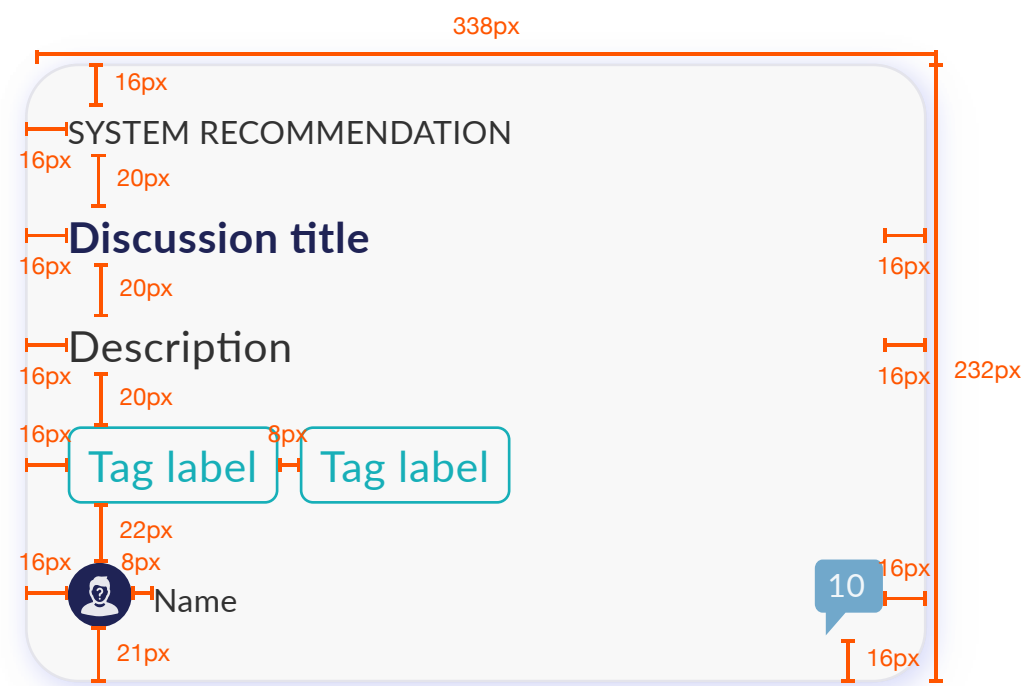 338px
16px
SYSTEM RECOMMENDATION
16px
20px
Discussion title
16px
16px
20px
Description
16px
16px
232px
20px
16px
8px
Tag label
Tag label
22px
16px
8px
16px
?
Name
10
21px
16px